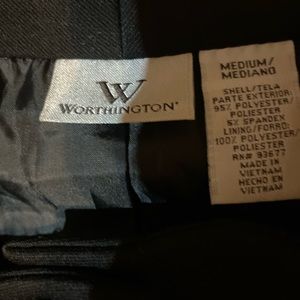 W
WORTHINGTON®
MEDIUM/
MEDIANO
SHELL/TELA
PARTE EXTERIOR:
95% POLYESTER/
POLIESTER
5% SPANDEX
LINING/FORRO:
100% POLYESTER/
POLIESTER
RN# 93677
MADE IN
VIETNAM
HECHO EN
VIETNAM